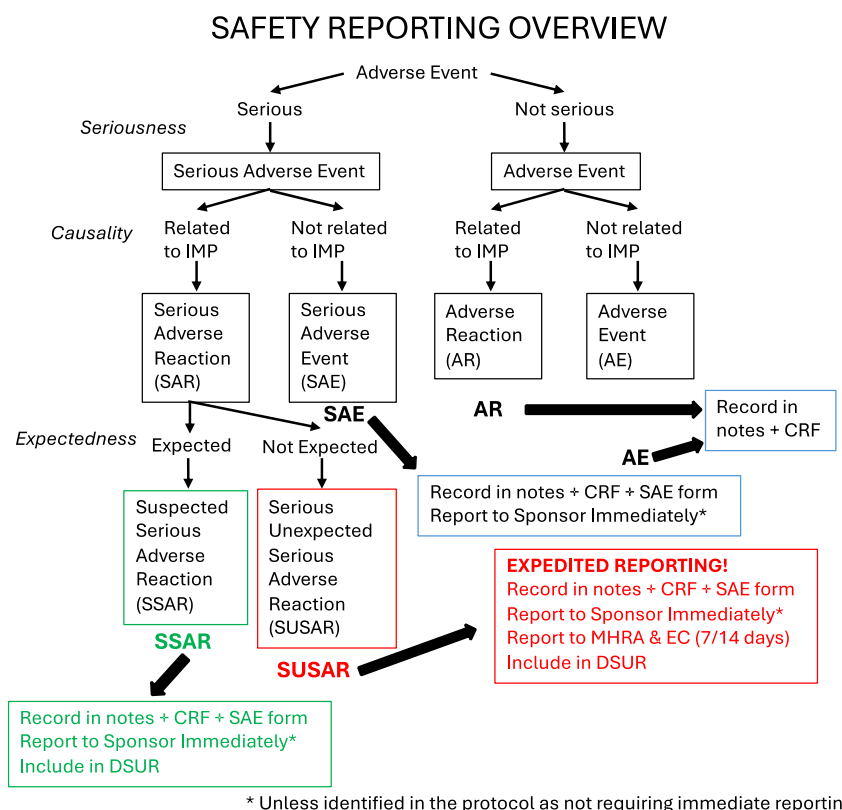 SAFETY REPORTING OVERVIEW
Adverse Event
Serious
Not serious
Seriousness
Serious Adverse Event
Adverse Event
Causality
Related
to IMP
Not related
to IMP
Related
to IMP
Not related
to IMP
Serious
Adverse
Reaction
(SAR)
Serious
Adverse
Event
(SAE)
Adverse
Reaction
(AR)
Adverse
Event
(AE)
SAE
AR
Record in
notes + CRF
AE
Expectedness
Expected
Not Expected
Record in notes + CRF + SAE form
Report to Sponsor Immediately*
Suspected
Serious
Adverse
Reaction
(SSAR)
Serious
Unexpected
Serious
Adverse
Reaction
(SUSAR)
EXPEDITED REPORTING!
Record in notes + CRF + SAE form
Report to Sponsor Immediately*
Report to MHRA & EC (7/14 days)
Include in DSUR
SSAR
SUSAR
Record in notes + CRF + SAE form
Report to Sponsor Immediately*
Include in DSUR
* Unless identified in the protocol as not requiring immediate reportin